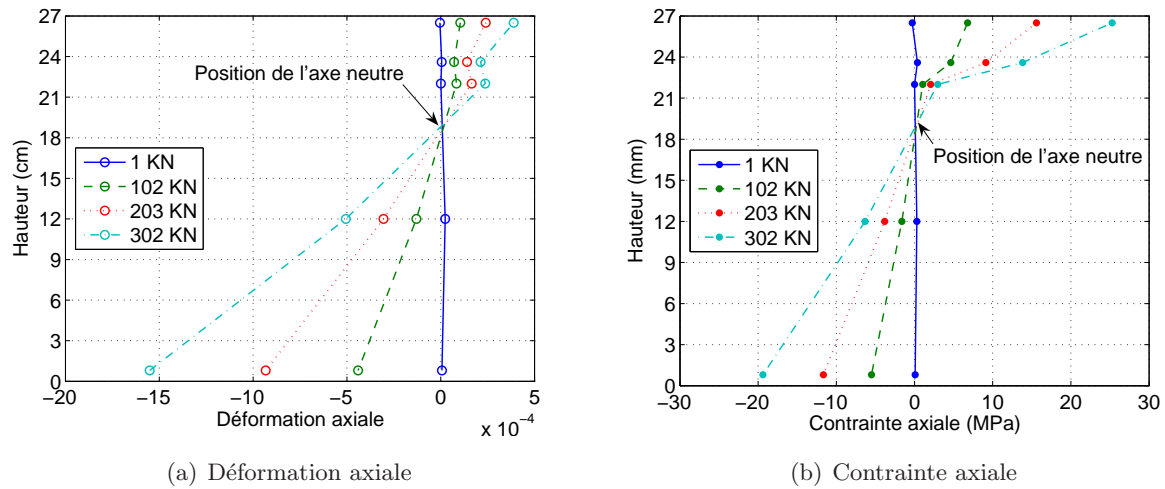 27
24
21
18
15
12
9
6
3
0
Hauteur (cm)
Position de l'axe neutre
1 KN
102 KN
203 KN
302 KN
−20
−15
−10
−5
0
5
Déformation axiale
x 10⁻⁴
(a) Déformation axiale
27
24
21
18
15
12
9
6
3
0
Hauteur (mm)
Position de l'axe neutre
1 KN
102 KN
203 KN
302 KN
−30
−20
−10
0
10
20
30
Contrainte axiale (MPa)
(b) Contrainte axiale